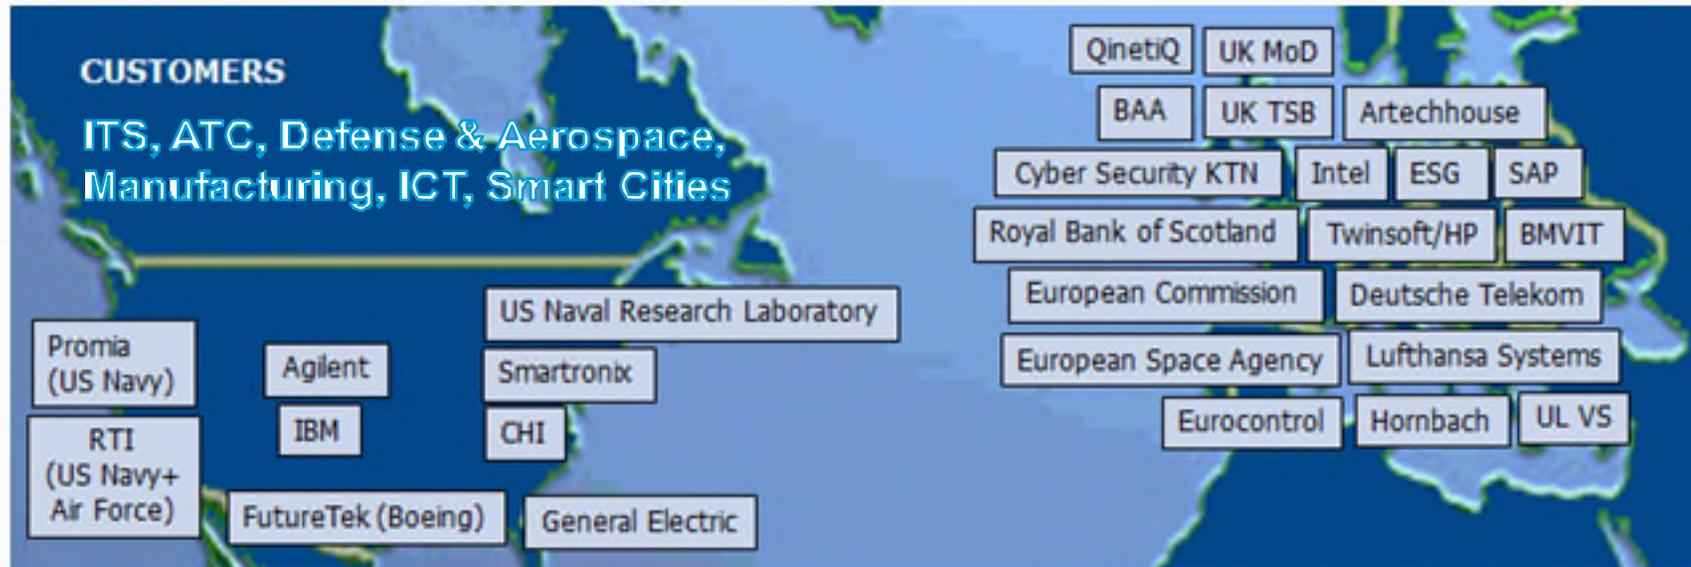 CUSTOMERS
ITS, ATC, Defense & Aerospace,
Manufacturing, ICT, Smart Cities
Promia
(US Navy)
RTI
(US Navy+
Air Force)
Agilent
IBM
FutureTek (Boeing)
US Naval Research Laboratory
Smartronix
CHI
General Electric
QinetiQ
UK MoD
BAA
UK TSB
Artechhouse
Cyber Security KTN
Intel
ESG
SAP
Royal Bank of Scotland
Twinsoft/HP
BMVIT
European Commission
Deutsche Telekom
European Space Agency
Lufthansa Systems
Eurocontrol
Hornbach
UL VS